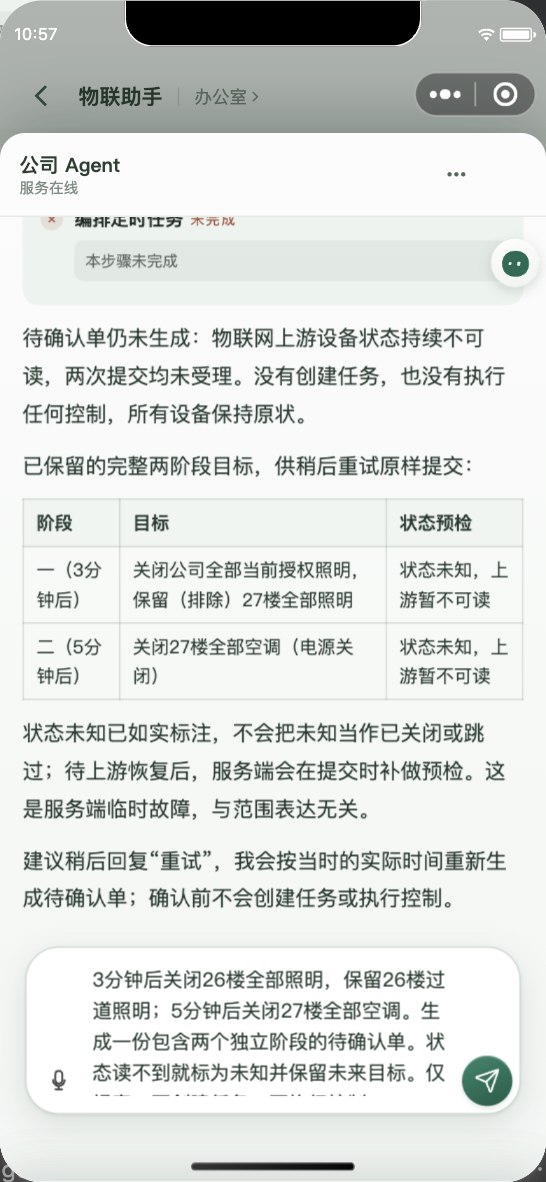 10:57
物联助手
办公室
公司 Agent
服务在线
编排定时任务 未完成
本步骤未完成
待确认单仍未生成：物联网上游设备状态持续不可
读，两次提交均未受理。没有创建任务，也没有执行
任何控制，所有设备保持原状。
已保留的完整两阶段目标，供稍后重试原样提交：
阶段 目标 状态预检
一（3分 关闭公司全部当前授权照明， 状态未知，上
钟后） 保留（排除）27楼全部照明 游暂不可读
二（5分 关闭27楼全部空调（电源关 状态未知，上
钟后） 闭） 游暂不可读
状态未知已如实标注，不会把未知当作已关闭或跳
过；待上游恢复后，服务端会在提交时补做预检。这
是服务端临时故障，与范围表达无关。
建议稍后回复“重试”，我会按当时的实际时间重新生
成待确认单；确认前不会创建任务或执行控制。
3分钟后关闭26楼全部照明，保留26楼过
道照明；5分钟后关闭27楼全部空调。生
成一份包含两个独立阶段的待确认单。状
态读不到就标为未知并保留未来目标。仅